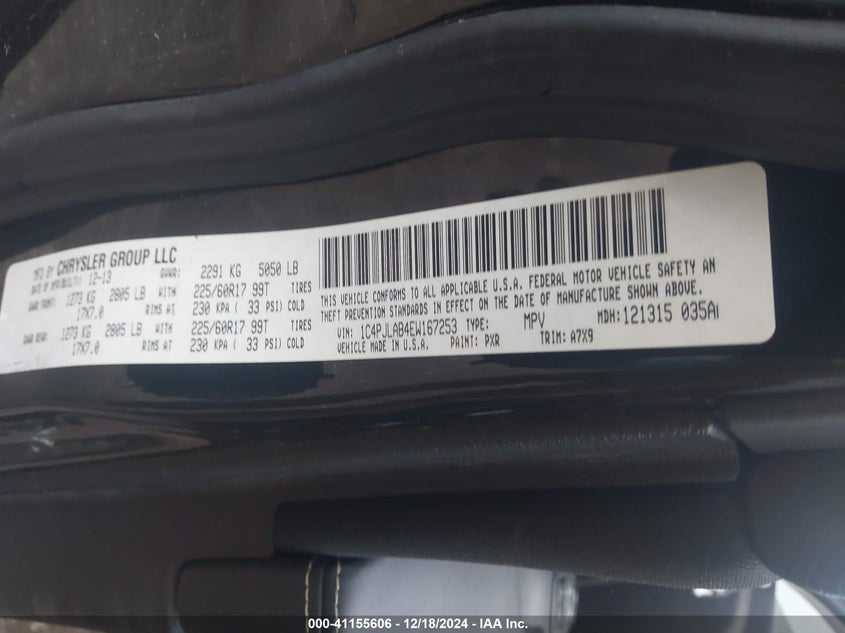 MFD BY CHRYSLER GROUP LLC
DATE OF MFR(BUILT): 12-13 GVWR: 2291 KG 5050 LB
GAWR FRONT: 1273 KG 2805 LB WITH 225/60R17 99T TIRES
17X7.0 RIMS AT 230 KPA ( 33 PSI) COLD
GAWR REAR: 1273 KG 2805 LB WITH 225/60R17 99T TIRES
17X7.0 RIMS AT 230 KPA ( 33 PSI) COLD
THIS VEHICLE CONFORMS TO ALL APPLICABLE U.S.A. FEDERAL MOTOR VEHICLE SAFETY AN
THEFT PREVENTION STANDARDS IN EFFECT ON THE DATE OF MANUFACTURE SHOWN ABOVE.
VIN: 1C4PJLAB4EW167253 TYPE: MPV MDH:121315 035A
VEHICLE MADE IN U.S.A. PAINT: PXR TRIM: A7X9
000-41155606 - 12/18/2024 - IAA Inc.